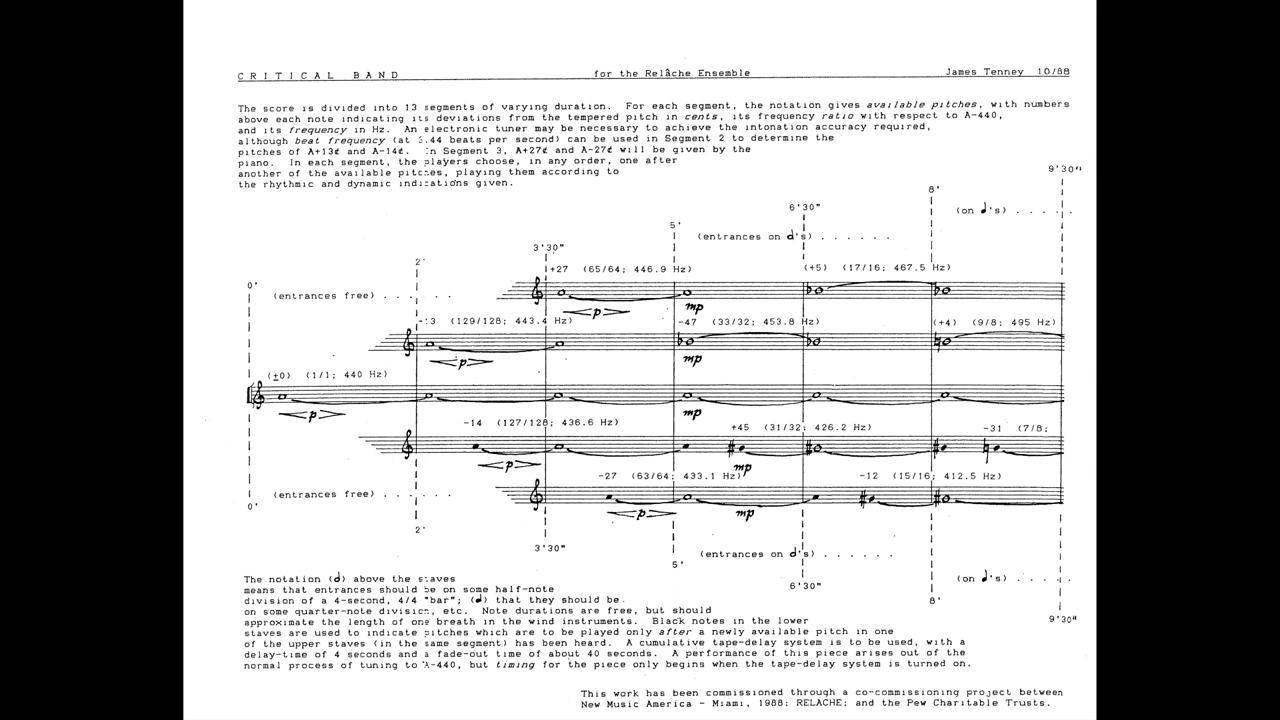 CRITICAL BAND for the Relâche Ensemble James Tenney 10/88
The score is divided into 13 segments of varying duration. For each segment, the notation gives available pitches, with numbers
above each note indicating its deviations from the tempered pitch in cents, its frequency ratio with respect to A-440,
and its frequency in Hz. An electronic tuner may be necessary to achieve the intonation accuracy required,
although beat frequency (at 3.44 beats per second) can be used in Segment 2 to determine the
pitches of A+13¢ and A-14¢. In Segment 3, A+27¢ and A-27¢ will be given by the
piano. In each segment, the players choose, in any order, one after
another of the available pitches, playing them according to
the rhythmic and dynamic indications given.
9'30"
8'
6'30"
(on 𝅘𝅥's) . . . . .
5'
(entrances on 𝅗𝅥's) . . . . . .
3'30"
2'
+27 (65/64; 446.9 Hz) (+5) (17/16; 467.5 Hz)
0'
(entrances free) . . . . . .
p mp
-13 (129/128; 443.4 Hz) -47 (33/32; 453.8 Hz) (+4) (9/8; 495 Hz)
p mp
(±0) (1/1; 440 Hz)
p mp
-14 (127/128; 436.6 Hz) +45 (31/32; 426.2 Hz) -31 (7/8;
p mp
-27 (63/64; 433.1 Hz) -12 (15/16; 412.5 Hz)
(entrances free) . . . . . .
0'
p mp
2'
3'30"
(entrances on 𝅗𝅥's) . . . . . .
5'
(on 𝅘𝅥's) . . . . .
6'30"
8'
9'30"
The notation (𝅗𝅥) above the staves
means that entrances should be on some half-note
division of a 4-second, 4/4 "bar"; (𝅘𝅥) that they should be
on some quarter-note division, etc. Note durations are free, but should
approximate the length of one breath in the wind instruments. Black notes in the lower
staves are used to indicate pitches which are to be played only after a newly available pitch in one
of the upper staves (in the same segment) has been heard. A cumulative tape-delay system is to be used, with a
delay-time of 4 seconds and a fade-out time of about 40 seconds. A performance of this piece arises out of the
normal process of tuning to A-440, but timing for the piece only begins when the tape-delay system is turned on.
This work has been commissioned through a co-commissioning project between
New Music America - Miami, 1988; RELACHE; and the Pew Charitable Trusts.